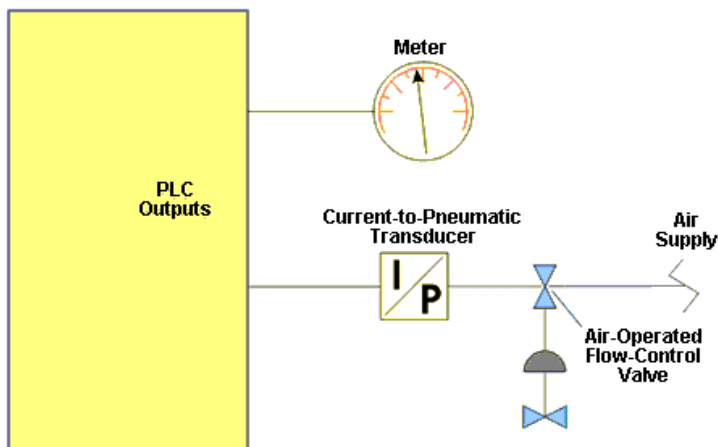 Meter
PLC
Outputs
Current-to-Pneumatic
Transducer
Air
Supply
I
P
Air-Operated
Flow-Control
Valve